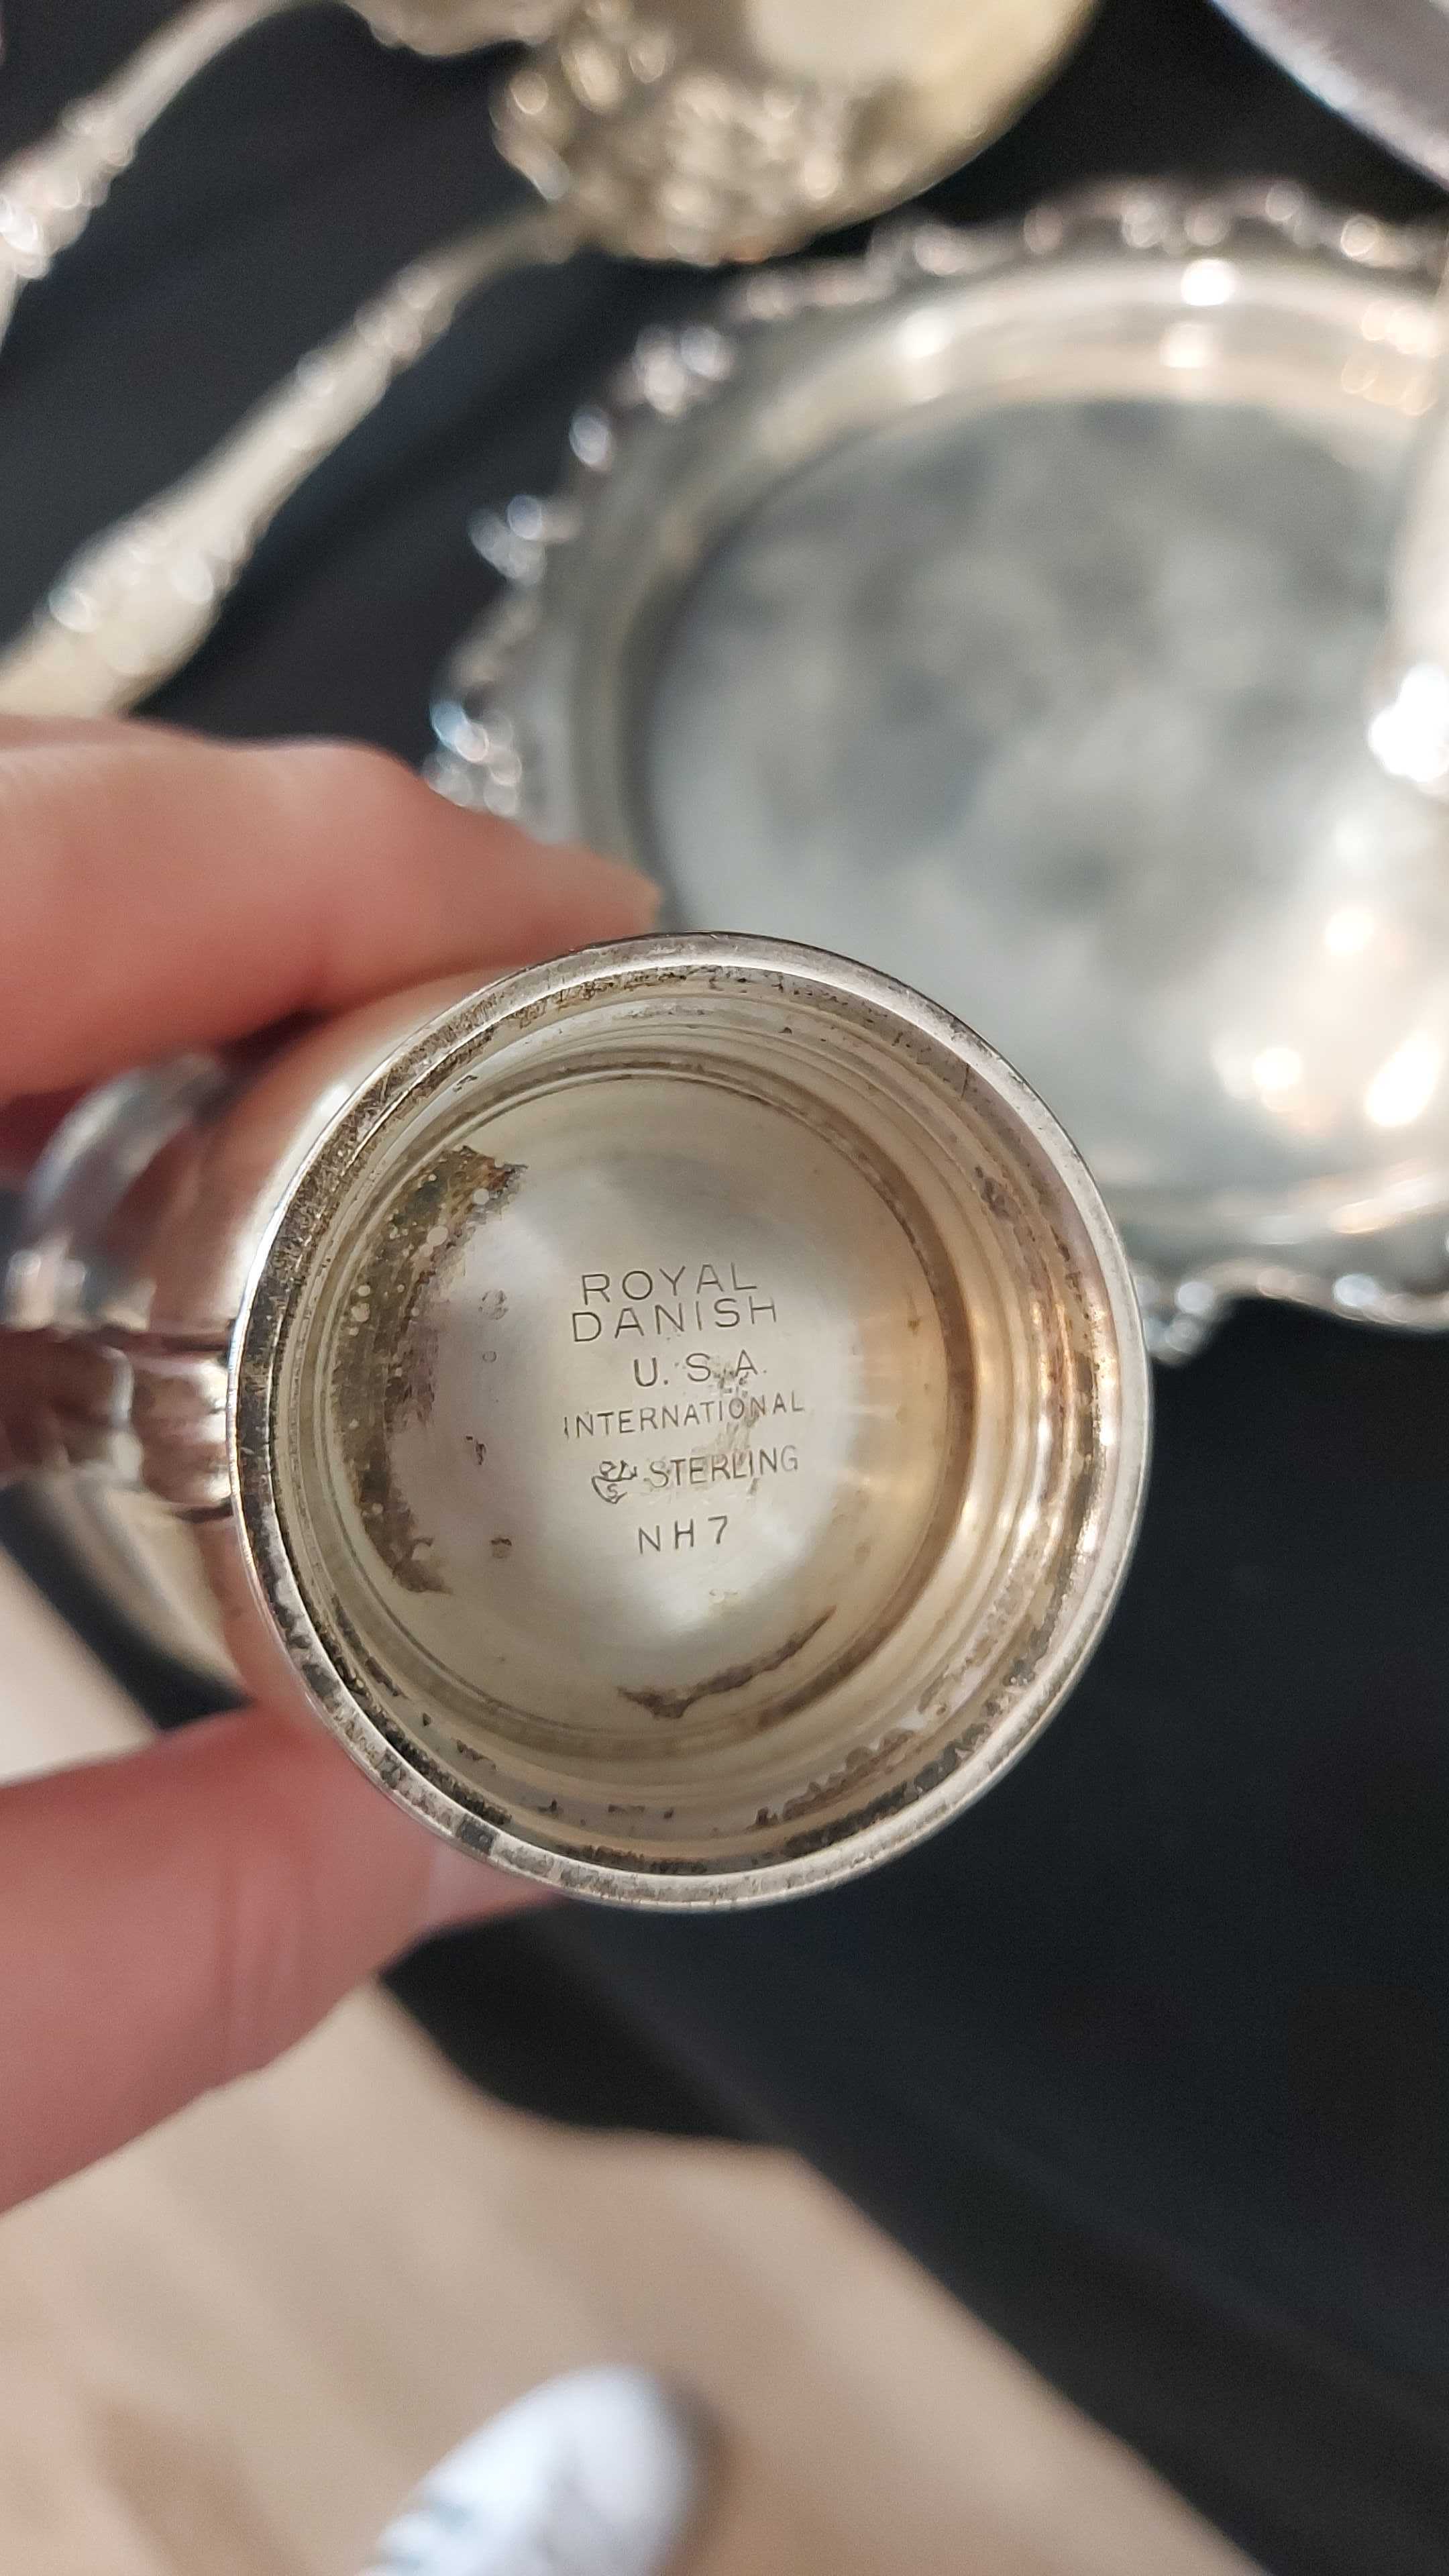 ROYAL
DANISH
U.S.A.
INTERNATIONAL
STERLING
NH7